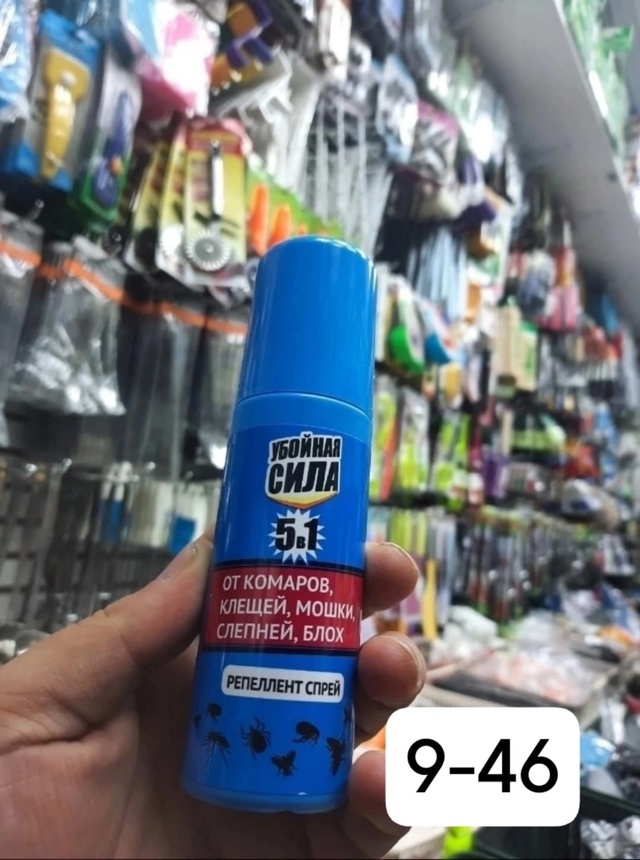 УБОЙНАЯ
СИЛА
5в1
ОТ КОМАРОВ,
КЛЕЩЕЙ, МОШКИ,
СЛЕПНЕЙ, БЛОХ
РЕПЕЛЛЕНТ СПРЕЙ
9-46